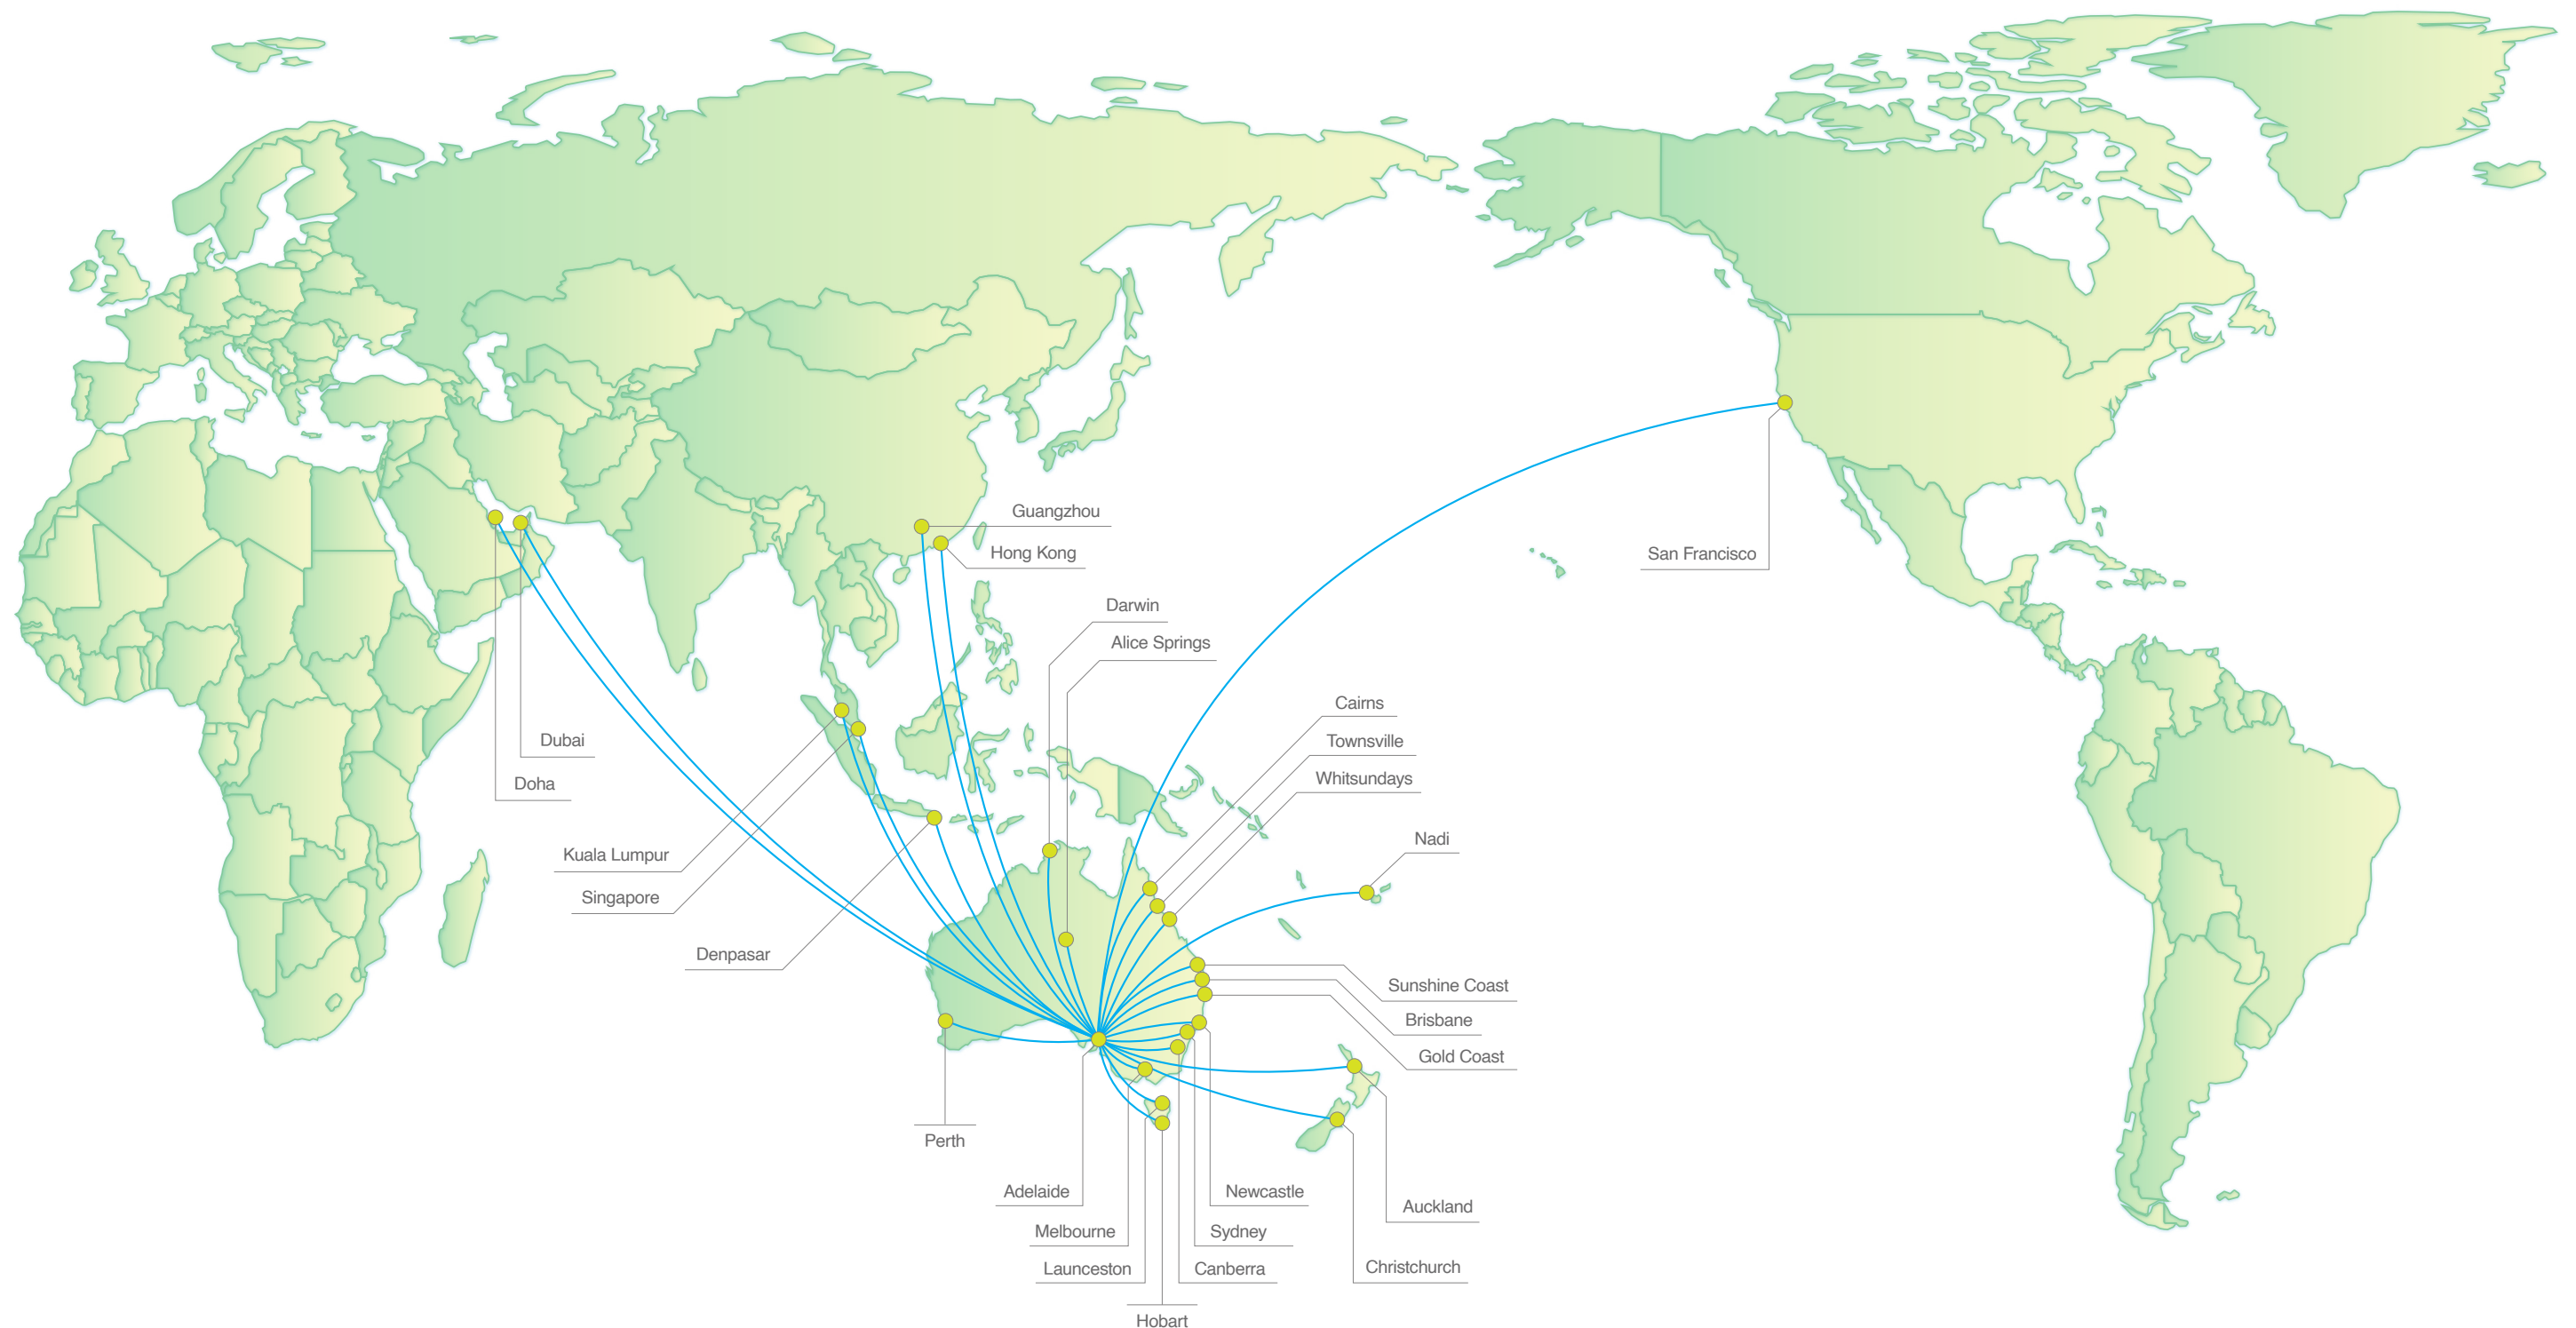 Guangzhou
Hong Kong
San Francisco
Darwin
Alice Springs
Cairns
Dubai
Townsville
Doha
Whitsundays
Nadi
Kuala Lumpur
Singapore
Denpasar
Sunshine Coast
Brisbane
Gold Coast
Perth
Adelaide
Newcastle
Auckland
Melbourne
Sydney
Launceston
Canberra
Christchurch
Hobart